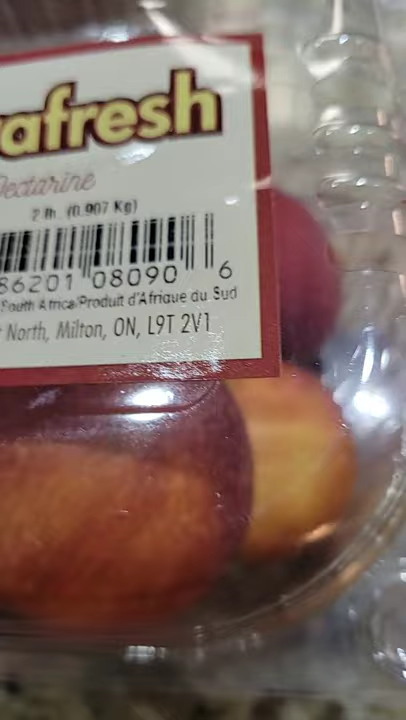 afresh
Nectarine
2 lb. (0.907 Kg)
86201 08090 6
South Africa/Produit d'Afrique du Sud
North, Milton, ON, L9T 2V1